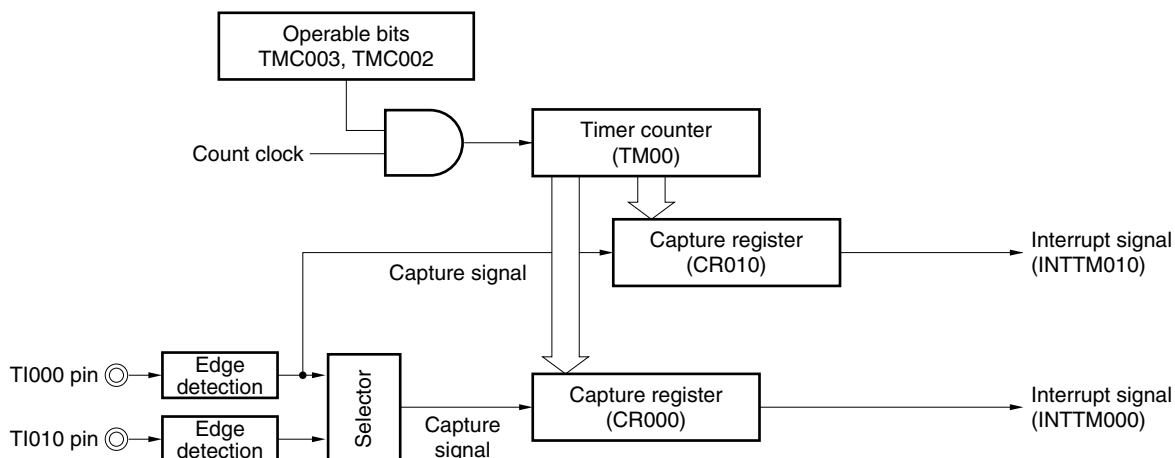 Operable bits
TMC003, TMC002
Count clock
Timer counter
(TM00)
Capture register
(CR010)
Interrupt signal
(INTTM010)
Capture signal
TI000 pin
Edge
detection
Selector
Capture register
(CR000)
Interrupt signal
(INTTM000)
TI010 pin
Edge
detection
Capture
signal